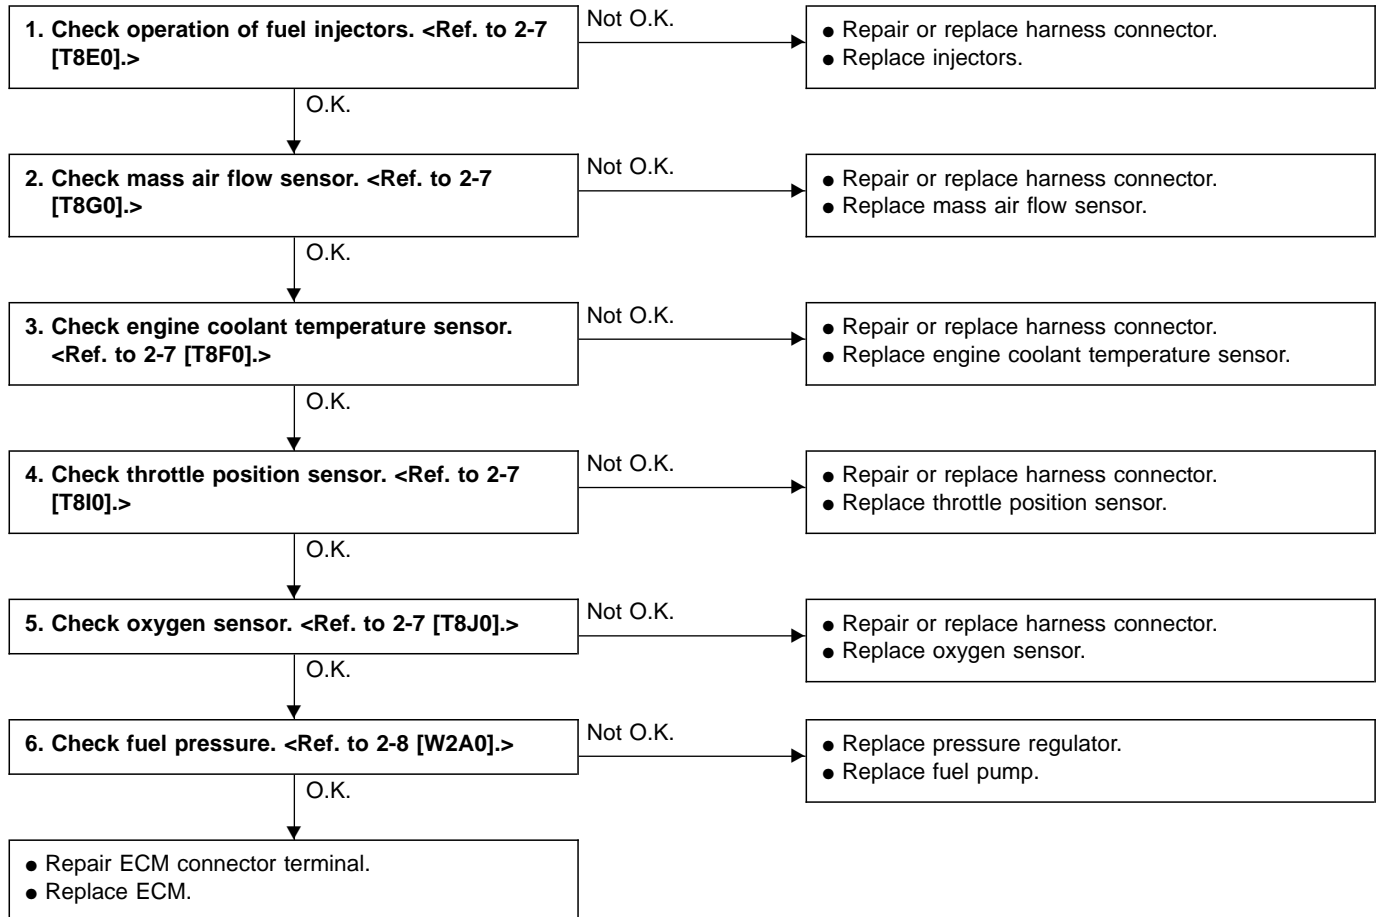 1. Check operation of fuel injectors. <Ref. to 2-7
[T8E0].>
Not O.K.
● Repair or replace harness connector.
● Replace injectors.
O.K.
2. Check mass air flow sensor. <Ref. to 2-7
[T8G0].>
Not O.K.
● Repair or replace harness connector.
● Replace mass air flow sensor.
O.K.
3. Check engine coolant temperature sensor.
<Ref. to 2-7 [T8F0].>
Not O.K.
● Repair or replace harness connector.
● Replace engine coolant temperature sensor.
O.K.
4. Check throttle position sensor. <Ref. to 2-7
[T8I0].>
Not O.K.
● Repair or replace harness connector.
● Replace throttle position sensor.
O.K.
5. Check oxygen sensor. <Ref. to 2-7 [T8J0].>
Not O.K.
● Repair or replace harness connector.
● Replace oxygen sensor.
O.K.
6. Check fuel pressure. <Ref. to 2-8 [W2A0].>
Not O.K.
● Replace pressure regulator.
● Replace fuel pump.
O.K.
● Repair ECM connector terminal.
● Replace ECM.